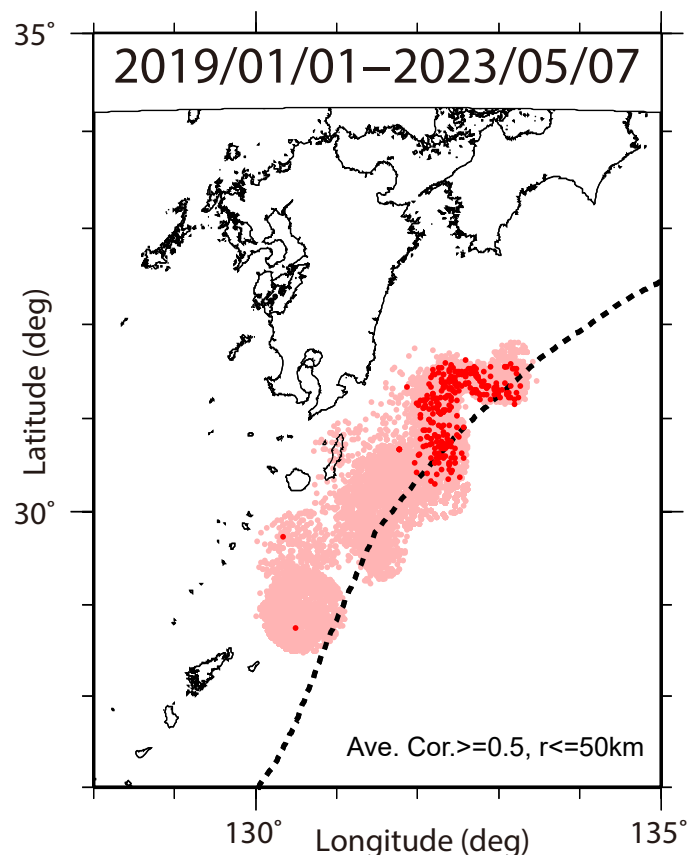 35°
2019/01/01−2023/05/07
Latitude (deg)
30°
Ave. Cor.>=0.5, r<=50km
130°
135°
Longitude (deg)